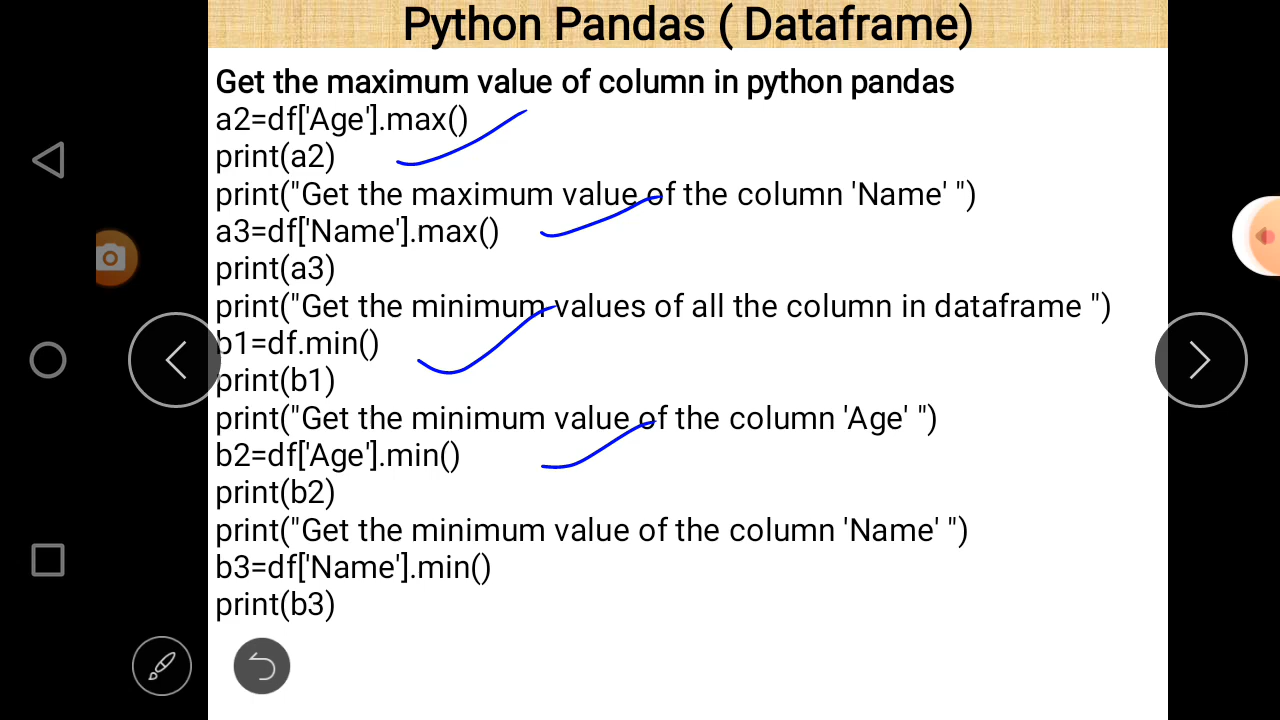 Python Pandas ( Dataframe)
Get the maximum value of column in python pandas
a2=df['Age'].max()
print(a2)
print("Get the maximum value of the column 'Name' ")
a3=df['Name'].max()
print(a3)
print("Get the minimum values of all the column in dataframe ")
b1=df.min()
print(b1)
print("Get the minimum value of the column 'Age' ")
b2=df['Age'].min()
print(b2)
print("Get the minimum value of the column 'Name' ")
b3=df['Name'].min()
print(b3)